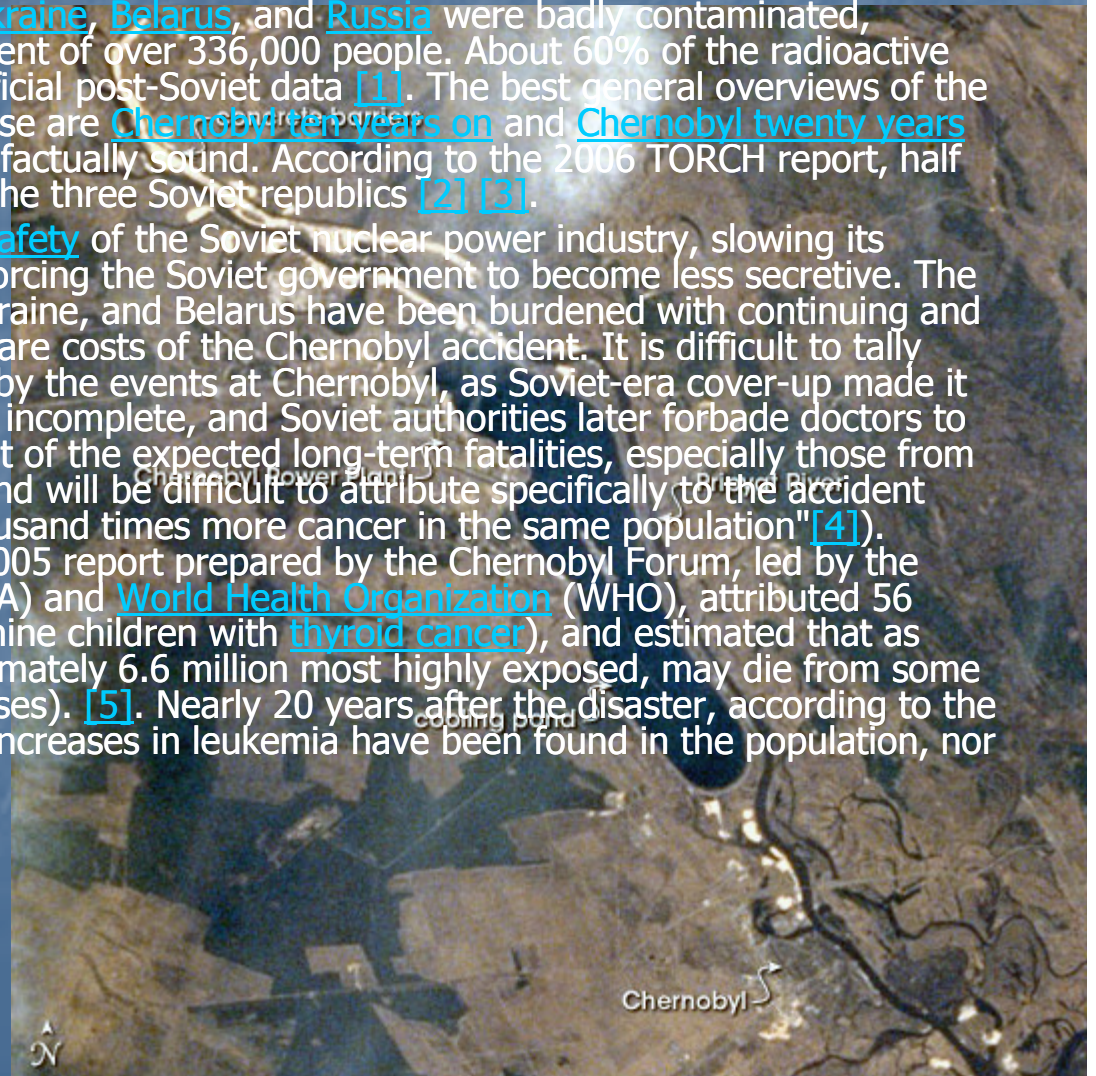 kraine, Belarus, and Russia were badly contaminated,
ent of over 336,000 people. About 60% of the radioactive
ficial post-Soviet data [1]. The best general overviews of the
concrete barriers
se are Chernobyl ten years on and Chernobyl twenty years
factually sound. According to the 2006 TORCH report, half
he three Soviet republics [2] [3].
afety of the Soviet nuclear power industry, slowing its
orcing the Soviet government to become less secretive. The
raine, and Belarus have been burdened with continuing and
are costs of the Chernobyl accident. It is difficult to tally
by the events at Chernobyl, as Soviet-era cover-up made it
incomplete, and Soviet authorities later forbade doctors to
t of the expected long-term fatalities, especially those from
Chernobyl Power Plant
Pripyat River
nd will be difficult to attribute specifically to the accident
usand times more cancer in the same population"[4]).
005 report prepared by the Chernobyl Forum, led by the
A) and World Health Organization (WHO), attributed 56
nine children with thyroid cancer), and estimated that as
mately 6.6 million most highly exposed, may die from some
ses). [5]. Nearly 20 years after the disaster, according to the
cooling pond
ncreases in leukemia have been found in the population, nor
Chernobyl
N